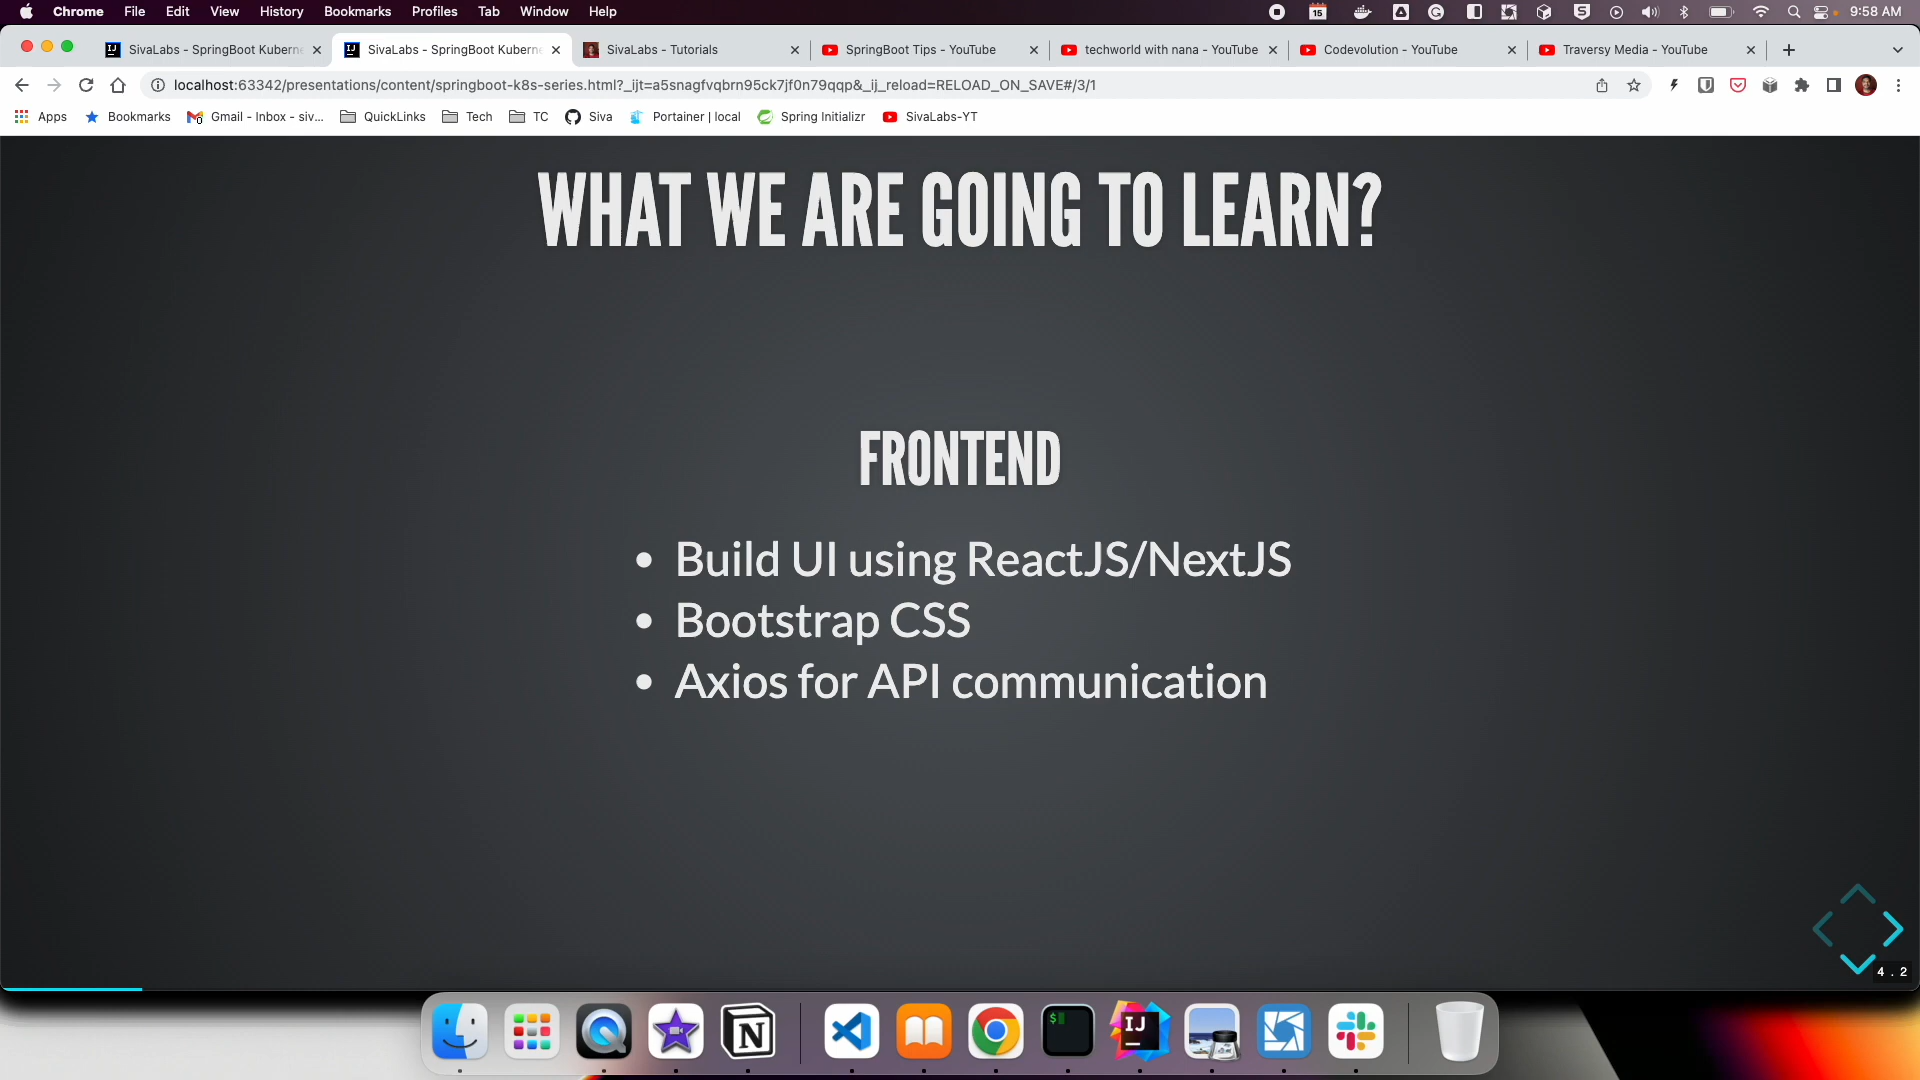 Chrome File Edit View History Bookmarks Profiles Tab Window Help 15 9:58 AM
SivaLabs - SpringBoot Kuberne SivaLabs - SpringBoot Kuberne SivaLabs - Tutorials SpringBoot Tips - YouTube techworld with nana - YouTube Codevolution - YouTube Traversy Media - YouTube
localhost:63342/presentations/content/springboot-k8s-series.html?_ijt=a5snagfvqbrn95ck7jf0n79qqp&_ij_reload=RELOAD_ON_SAVE#/3/1
Apps Bookmarks Gmail - Inbox - siv... QuickLinks Tech TC Siva Portainer | local Spring Initializr SivaLabs-YT
WHAT WE ARE GOING TO LEARN?
FRONTEND
• Build UI using ReactJS/NextJS
• Bootstrap CSS
• Axios for API communication
4 . 2